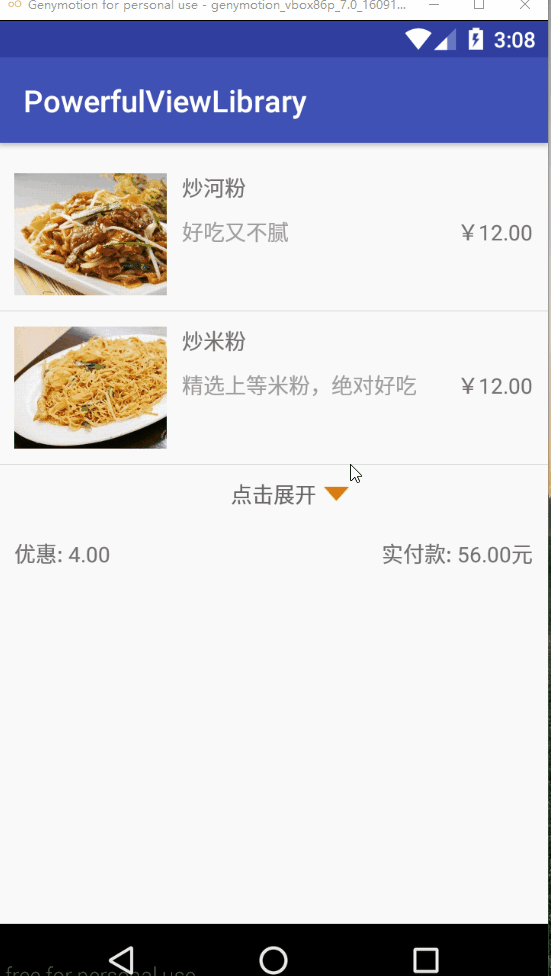 Genymotion for personal use - genymotion_vbox86p_7.0_16091...
3:08
PowerfulViewLibrary
炒河粉
好吃又不腻
￥12.00
炒米粉
精选上等米粉，绝对好吃
￥12.00
点击展开
优惠: 4.00
实付款: 56.00元
free for personal use